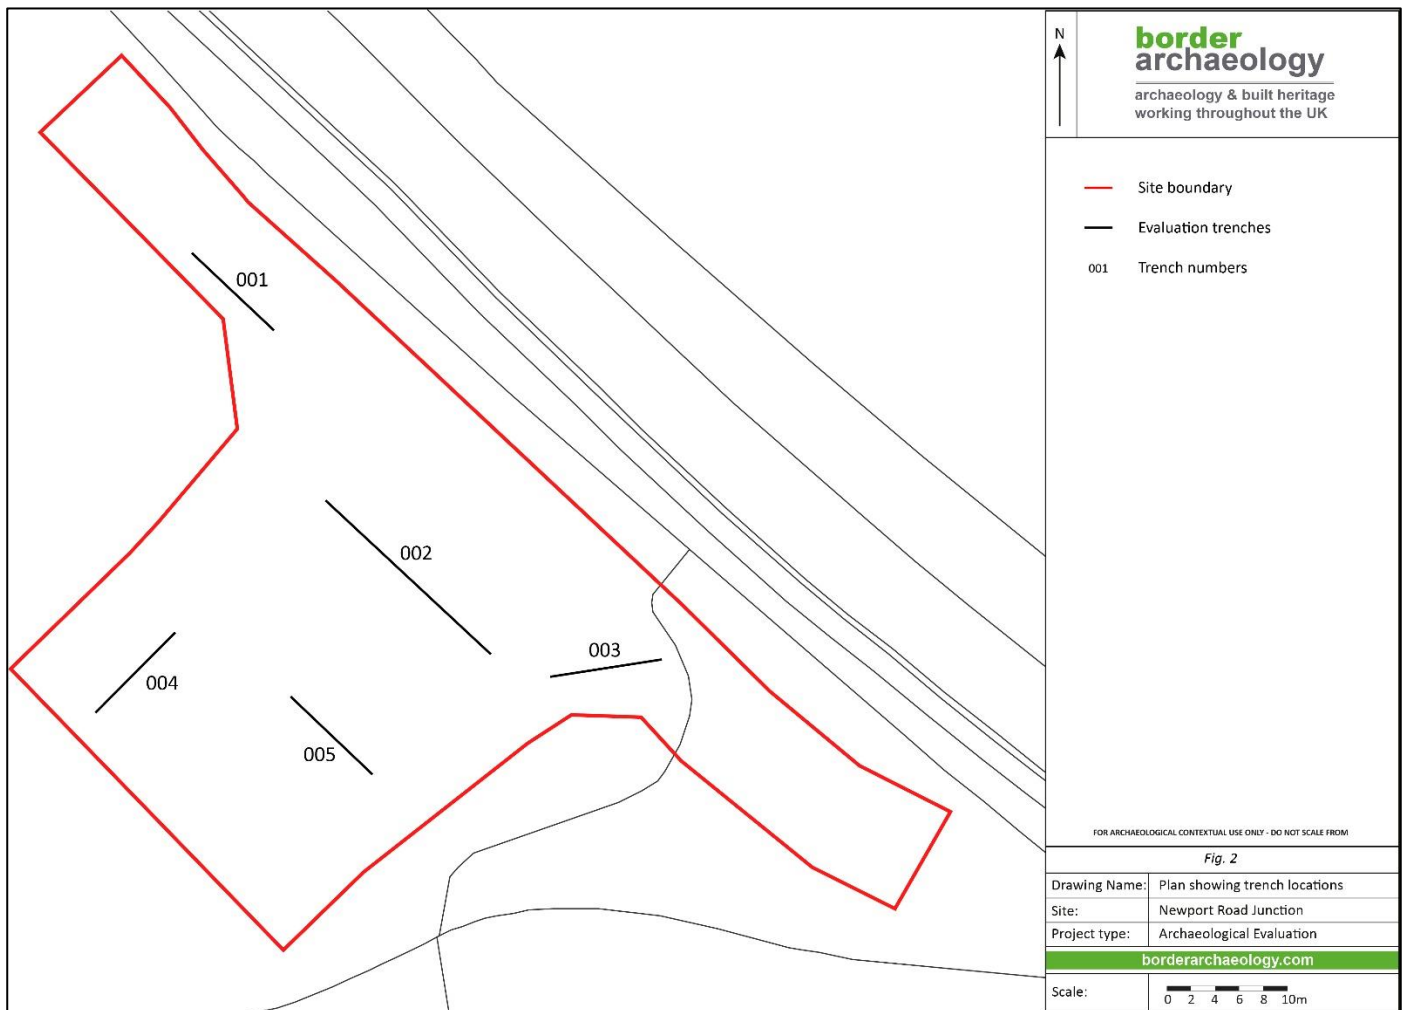 001
002
003
004
005
N
border
archaeology
archaeology & built heritage
working throughout the UK
Site boundary
Evaluation trenches
001 Trench numbers
FOR ARCHAEOLOGICAL CONTEXTUAL USE ONLY - DO NOT SCALE FROM
Fig. 2
Drawing Name: Plan showing trench locations
Site: Newport Road Junction
Project type: Archaeological Evaluation
borderarchaeology.com
Scale: 0 2 4 6 8 10m